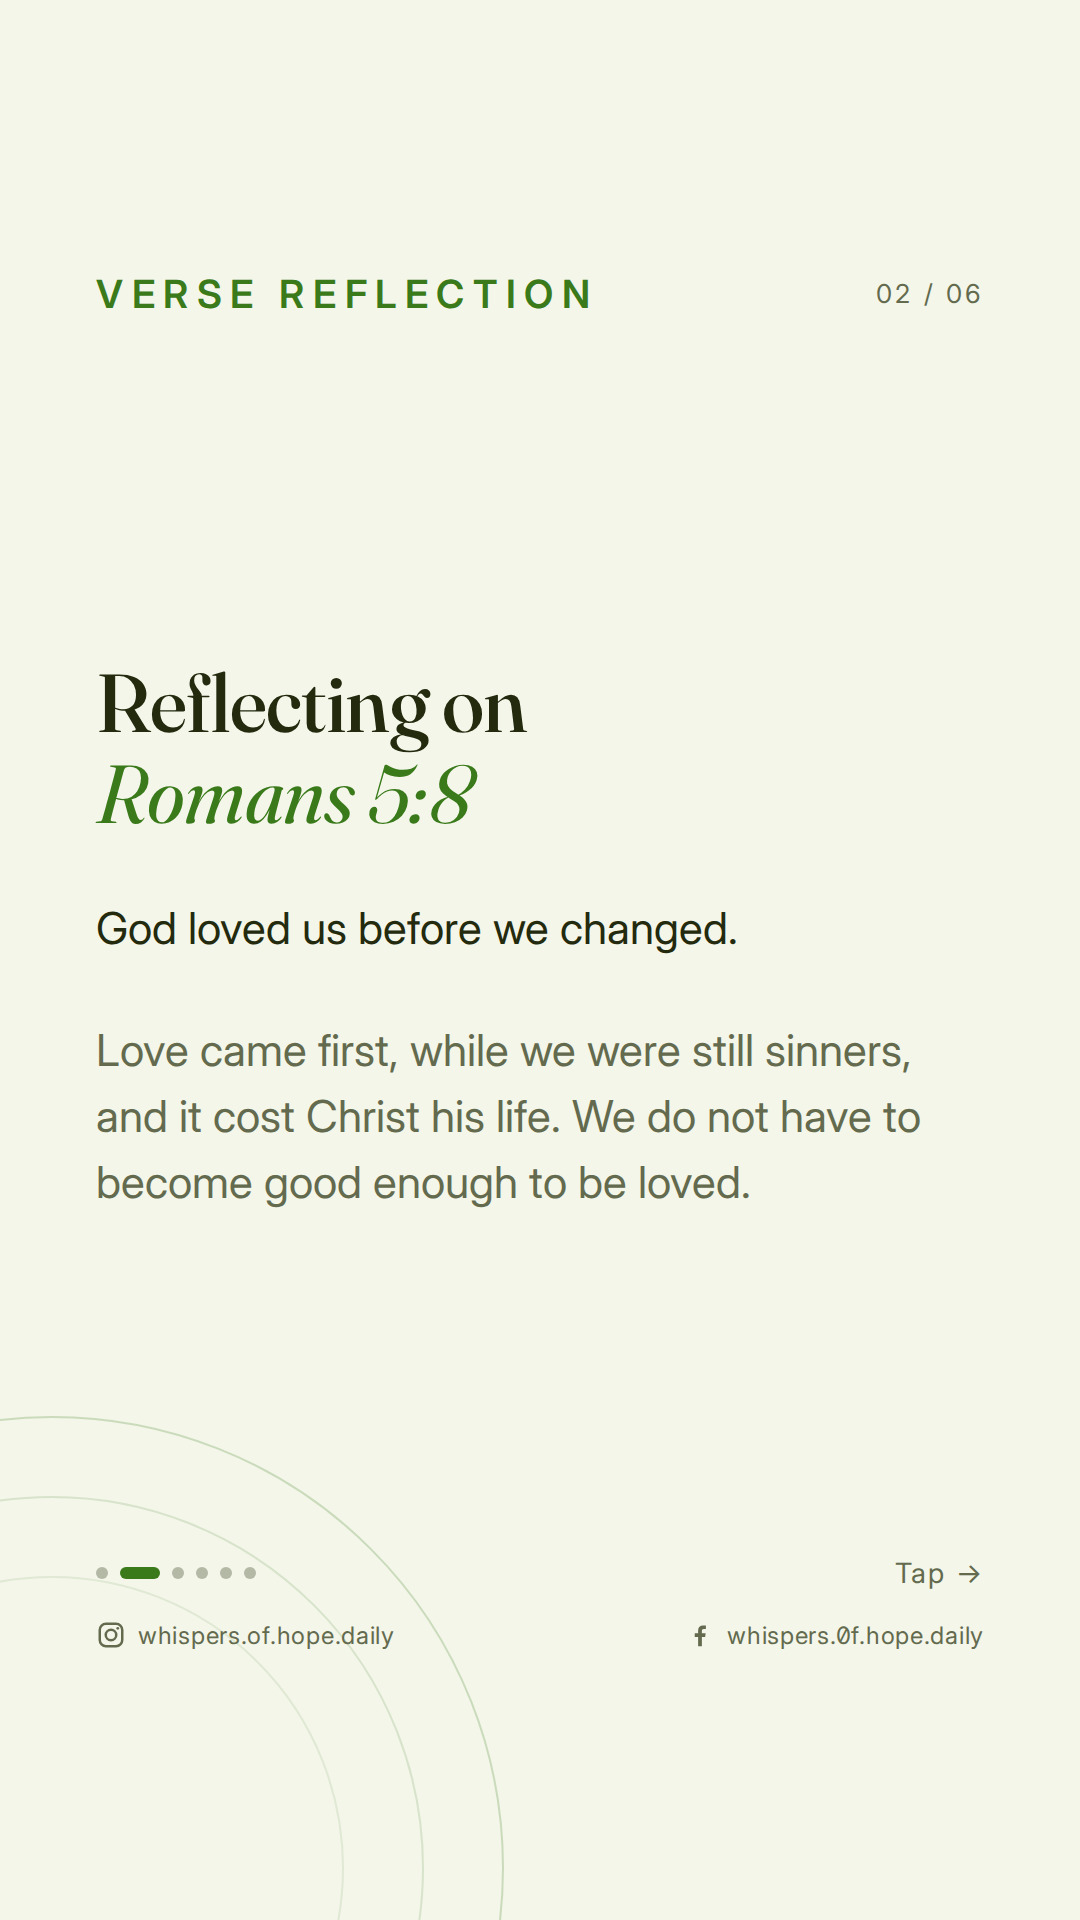 VERSE REFLECTION
02 / 06
Reflecting on
Romans 5:8
God loved us before we changed.
Love came first, while we were still sinners,
and it cost Christ his life. We do not have to
become good enough to be loved.
Tap →
whispers.of.hope.daily
whispers.0f.hope.daily